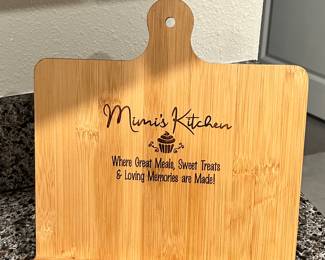 Mimi's Kitchen
Where Great Meals, Sweet Treats
& Loving Memories are Made!